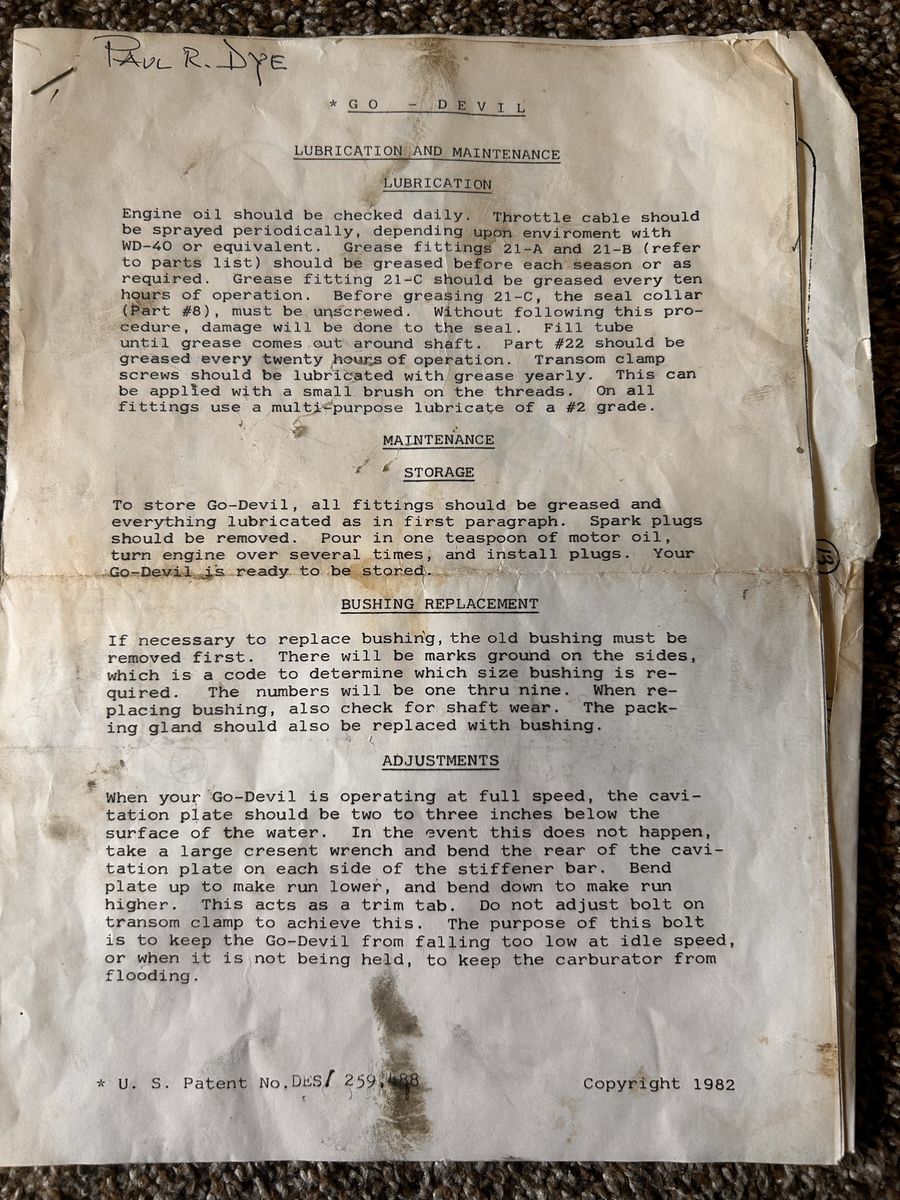 PAUL R. DYE
*GO - DEVIL
LUBRICATION AND MAINTENANCE
LUBRICATION
Engine oil should be checked daily. Throttle cable should
be sprayed periodically, depending upon enviroment with
WD-40 or equivalent. Grease fittings 21-A and 21-B (refer
to parts list) should be greased before each season or as
required. Grease fitting 21-C should be greased every ten
hours of operation. Before greasing 21-C, the seal collar
(Part #8), must be unscrewed. Without following this pro-
cedure, damage will be done to the seal. Fill tube
until grease comes out around shaft. Part #22 should be
greased every twenty hours of operation. Transom clamp
screws should be lubricated with grease yearly. This can
be applied with a small brush on the threads. On all
fittings use a multi-purpose lubricate of a #2 grade.
MAINTENANCE
STORAGE
To store Go-Devil, all fittings should be greased and
everything lubricated as in first paragraph. Spark plugs
should be removed. Pour in one teaspoon of motor oil,
turn engine over several times, and install plugs. Your
Go-Devil is ready to be stored.
13
BUSHING REPLACEMENT
If necessary to replace bushing, the old bushing must be
removed first. There will be marks ground on the sides,
which is a code to determine which size bushing is re-
quired. The numbers will be one thru nine. When re-
placing bushing, also check for shaft wear. The pack-
ing gland should also be replaced with bushing.
ADJUSTMENTS
When your Go-Devil is operating at full speed, the cavi-
tation plate should be two to three inches below the
surface of the water. In the event this does not happen,
take a large cresent wrench and bend the rear of the cavi-
tation plate on each side of the stiffener bar. Bend
plate up to make run lower, and bend down to make run
higher. This acts as a trim tab. Do not adjust bolt on
transom clamp to achieve this. The purpose of this bolt
is to keep the Go-Devil from falling too low at idle speed,
or when it is not being held, to keep the carburator from
flooding.
* U. S. Patent No. DES/ 259,488
Copyright 1982